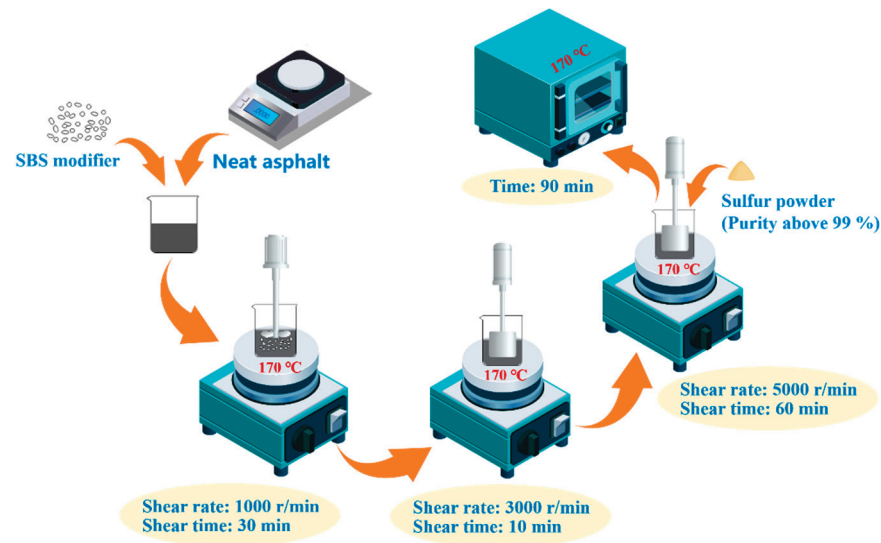 SBS modifier
Neat asphalt
170 °C
Shear rate: 1000 r/min
Shear time: 30 min
170 °C
Shear rate: 3000 r/min
Shear time: 10 min
Sulfur powder
(Purity above 99 %)
170 °C
Shear rate: 5000 r/min
Shear time: 60 min
170 °C
Time: 90 min